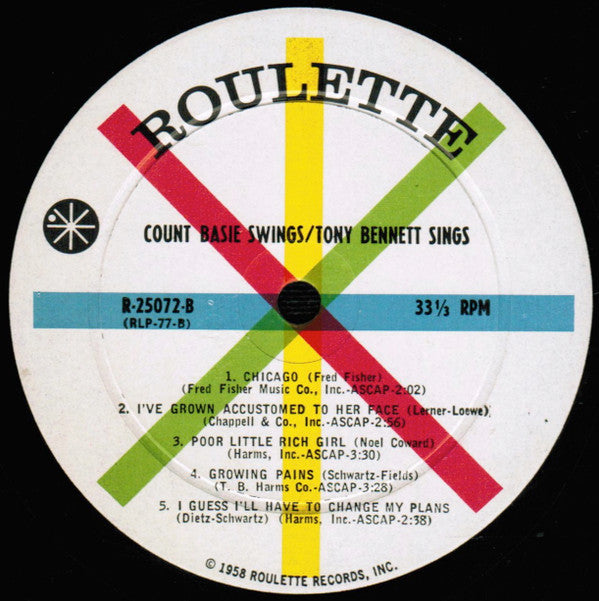 ROULETTE
COUNT BASIE SWINGS/TONY BENNETT SINGS
R-25072-B 33⅓ RPM
(RLP-77-B)
1. CHICAGO (Fred Fisher)
(Fred Fisher Music Co., Inc.-ASCAP-2:02)
2. I'VE GROWN ACCUSTOMED TO HER FACE (Lerner-Loewe)
(Chappell & Co., Inc.-ASCAP-2:56)
3. POOR LITTLE RICH GIRL (Noel Coward)
(Harms, Inc.-ASCAP-3:30)
4. GROWING PAINS (Schwartz-Fields)
(T. B. Harms Co.-ASCAP-3:28)
5. I GUESS I'LL HAVE TO CHANGE MY PLANS
(Dietz-Schwartz) (Harms, Inc.-ASCAP-2:38)
© 1958 ROULETTE RECORDS, INC.